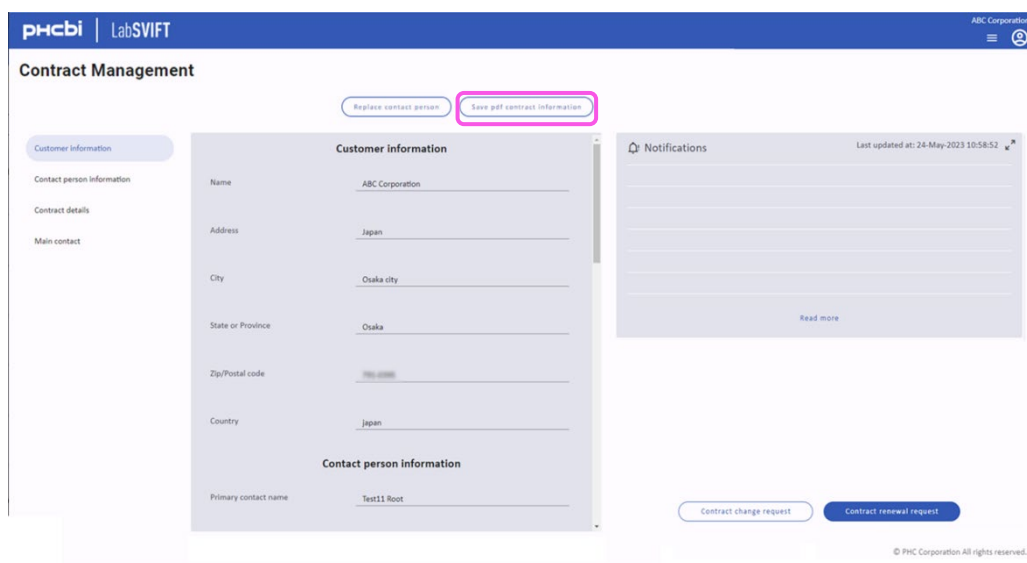 ABC Corporation
PHCbi | LabSVIFT
Contract Management
Replace contact person
Save pdf contract information
Customer information
Contact person information
Contract details
Main contact
Customer information
Name ABC Corporation
Address Japan
City Osaka city
State or Province Osaka
Zip/Postal code
Country japan
Contact person information
Primary contact name Test11 Root
Notifications
Last updated at: 24-May-2023 10:58:52
Read more
Contract change request
Contract renewal request
© PHC Corporation All rights reserved.